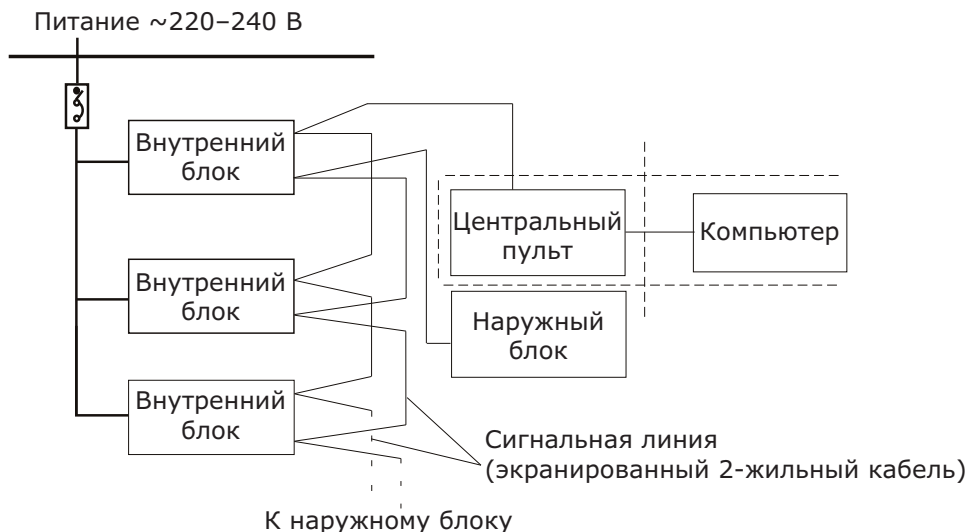 Питание ~220–240 В
Внутренний
блок
Центральный
пульт
Компьютер
Внутренний
блок
Наружный
блок
Внутренний
блок
Сигнальная линия
(экранированный 2-жильный кабель)
К наружному блоку